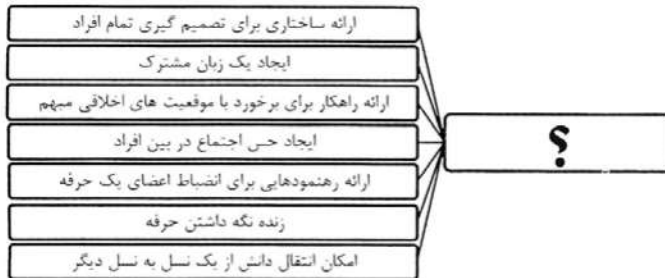 ارائه ساختاری برای تصمیم گیری تمام افراد
ایجاد یک زبان مشترک
ارائه راهکار برای برخورد با موقعیت های اخلاقی مبهم
ایجاد حس اجتماع در بین افراد
ارائه رهنمودهایی برای انضباط اعضای یک حرفه
زنده نگه داشتن حرفه
امکان انتقال دانش از یک نسل به نسل دیگر
؟